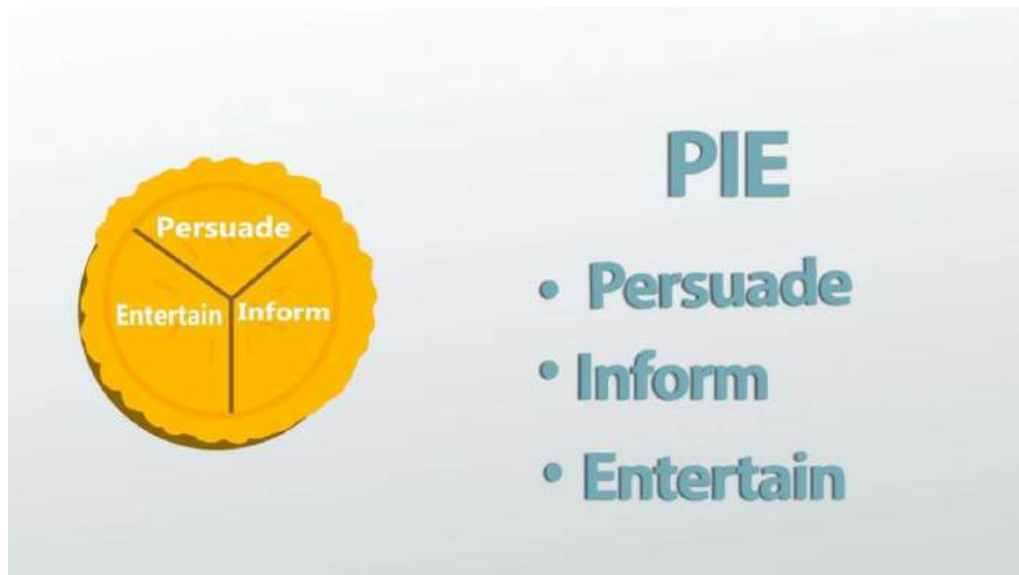 Persuade
Entertain Inform
PIE
• Persuade
• Inform
• Entertain